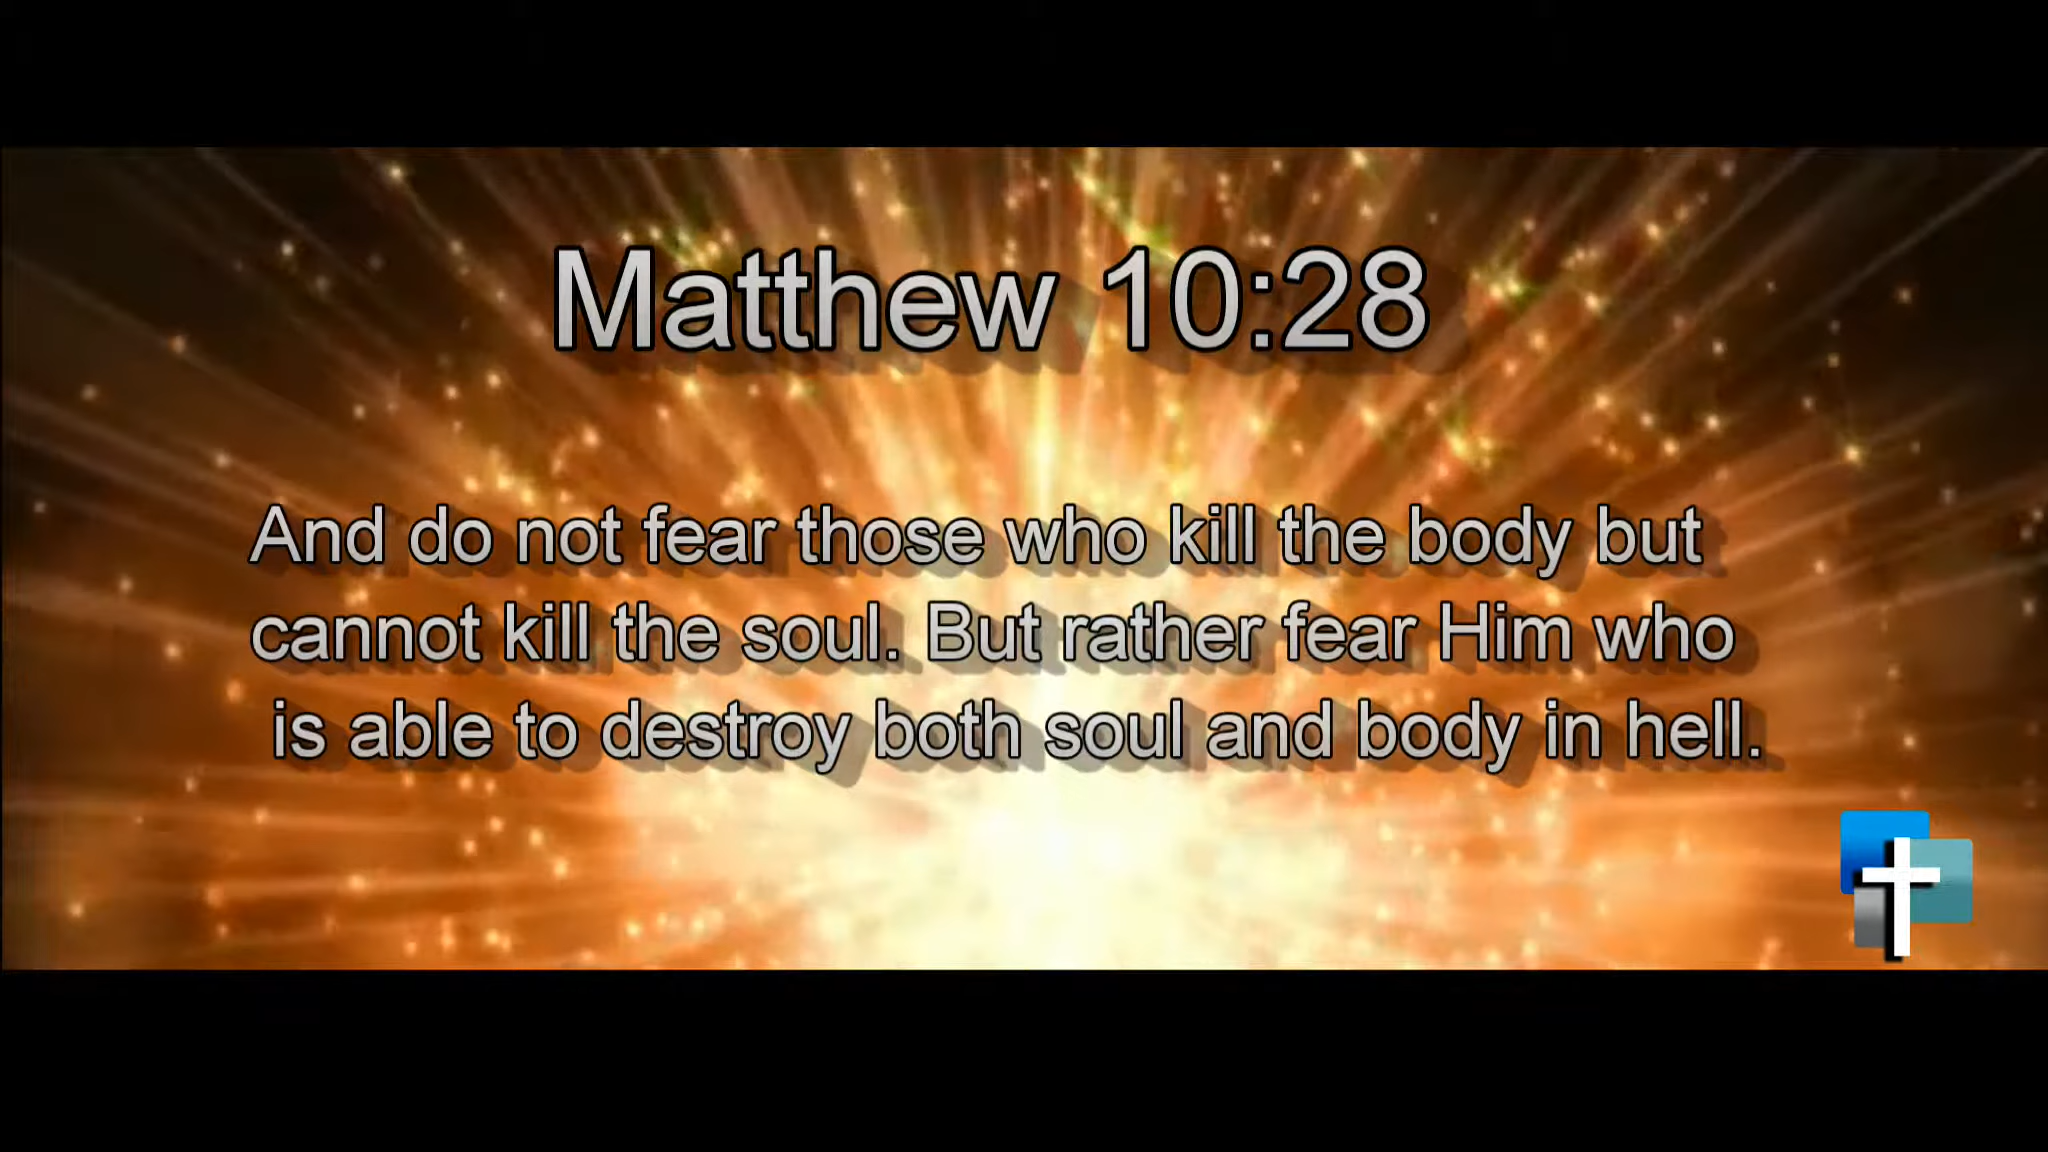 Matthew 10:28
And do not fear those who kill the body but
cannot kill the soul. But rather fear Him who
is able to destroy both soul and body in hell.